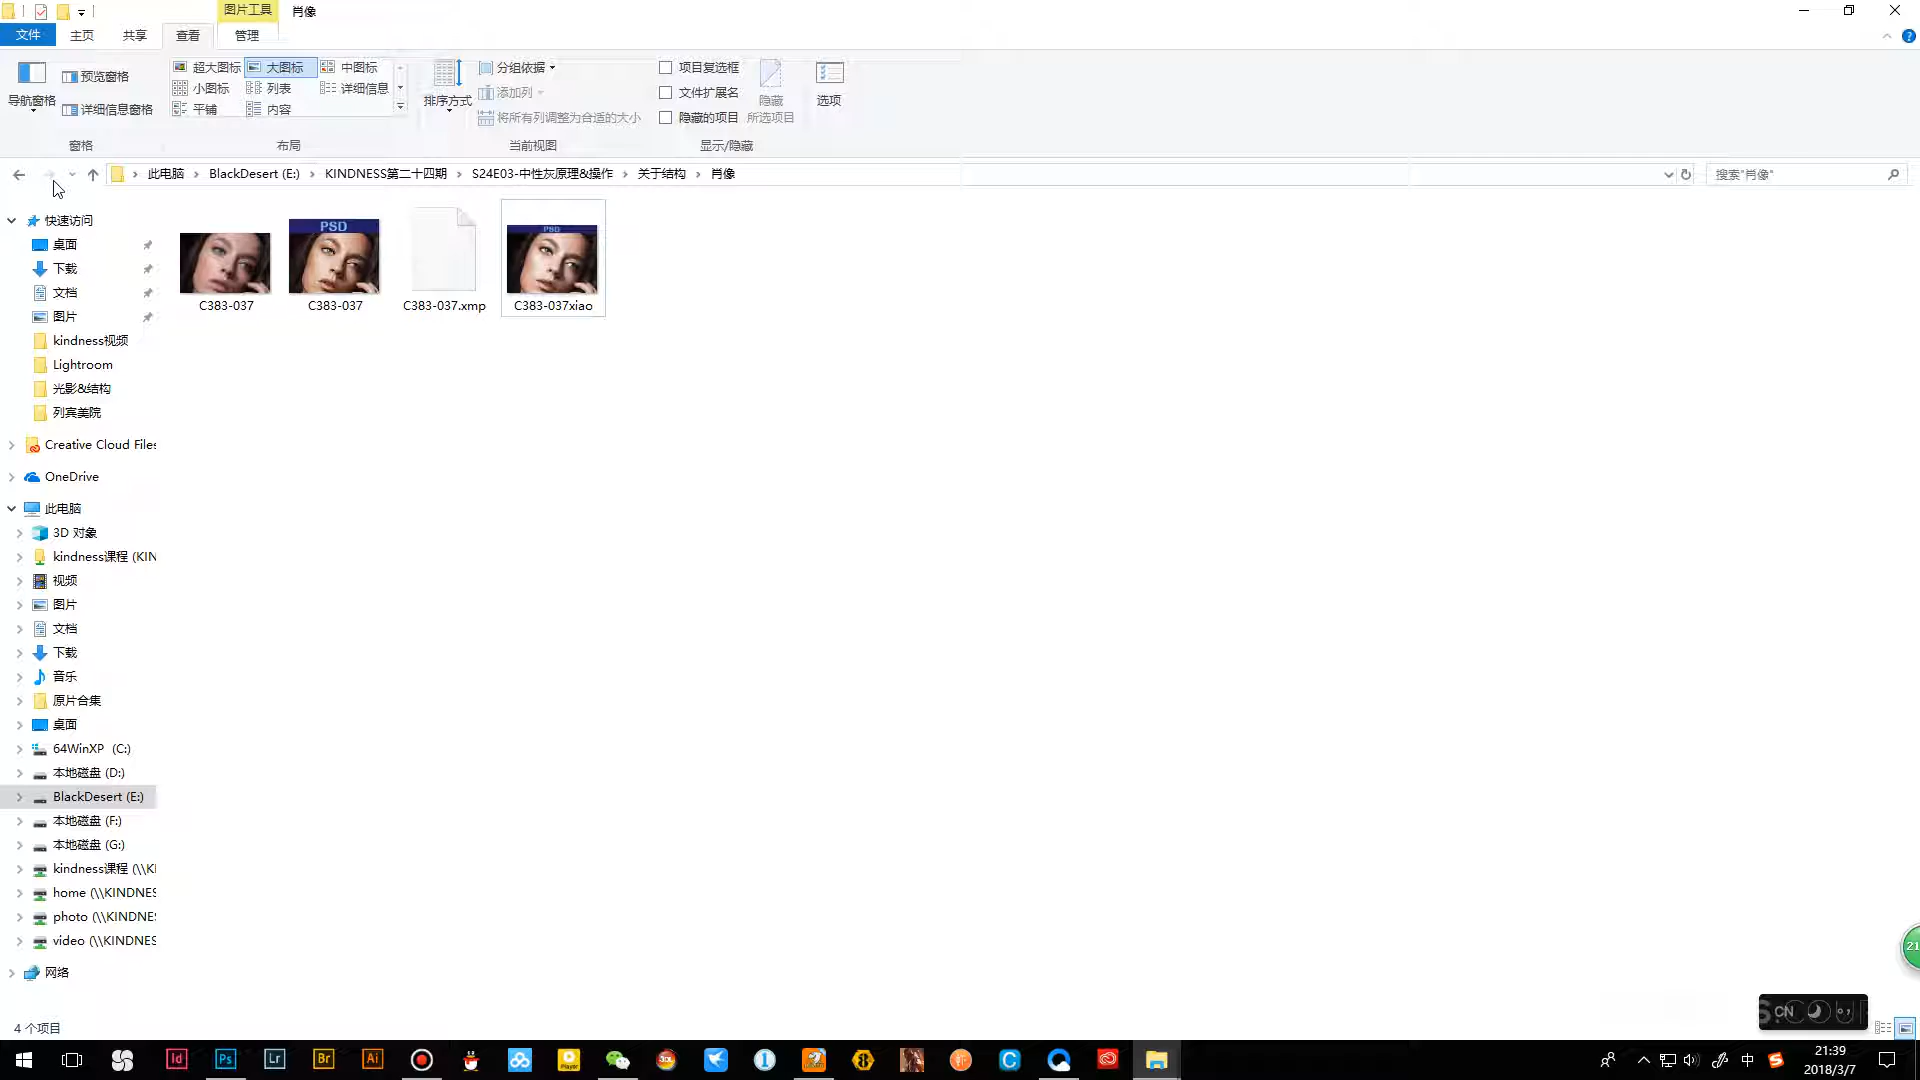 图片工具 肖像
文件 主页 共享 查看 管理
导航窗格 预览窗格 详细信息窗格
超大图标 大图标 中图标
小图标 列表 详细信息
平铺 内容
排序方式 分组依据
添加列
将所有列调整为合适的大小
项目复选框
文件扩展名
隐藏的项目
隐藏
所选项目
选项
窗格 布局 当前视图 显示/隐藏
此电脑 BlackDesert (E:) KINDNESS第二十四期 S24E03-中性灰原理&操作 关于结构 肖像
搜索"肖像"
快速访问
桌面
下载
文档
图片
kindness视频
Lightroom
光影&结构
列宾美院
Creative Cloud Files
OneDrive
此电脑
3D 对象
kindness课程 (KIN
视频
图片
文档
下载
音乐
原片合集
桌面
64WinXP (C:)
本地磁盘 (D:)
BlackDesert (E:)
本地磁盘 (F:)
本地磁盘 (G:)
kindness课程 (\\KI
home (\\KINDNES
photo (\\KINDNES
video (\\KINDNES
网络
PSD
PSD
C383-037
C383-037
C383-037.xmp
C383-037xiao
21
CN
4 个项目
Id Ps Lr Br Ai
中
21:39
2018/3/7